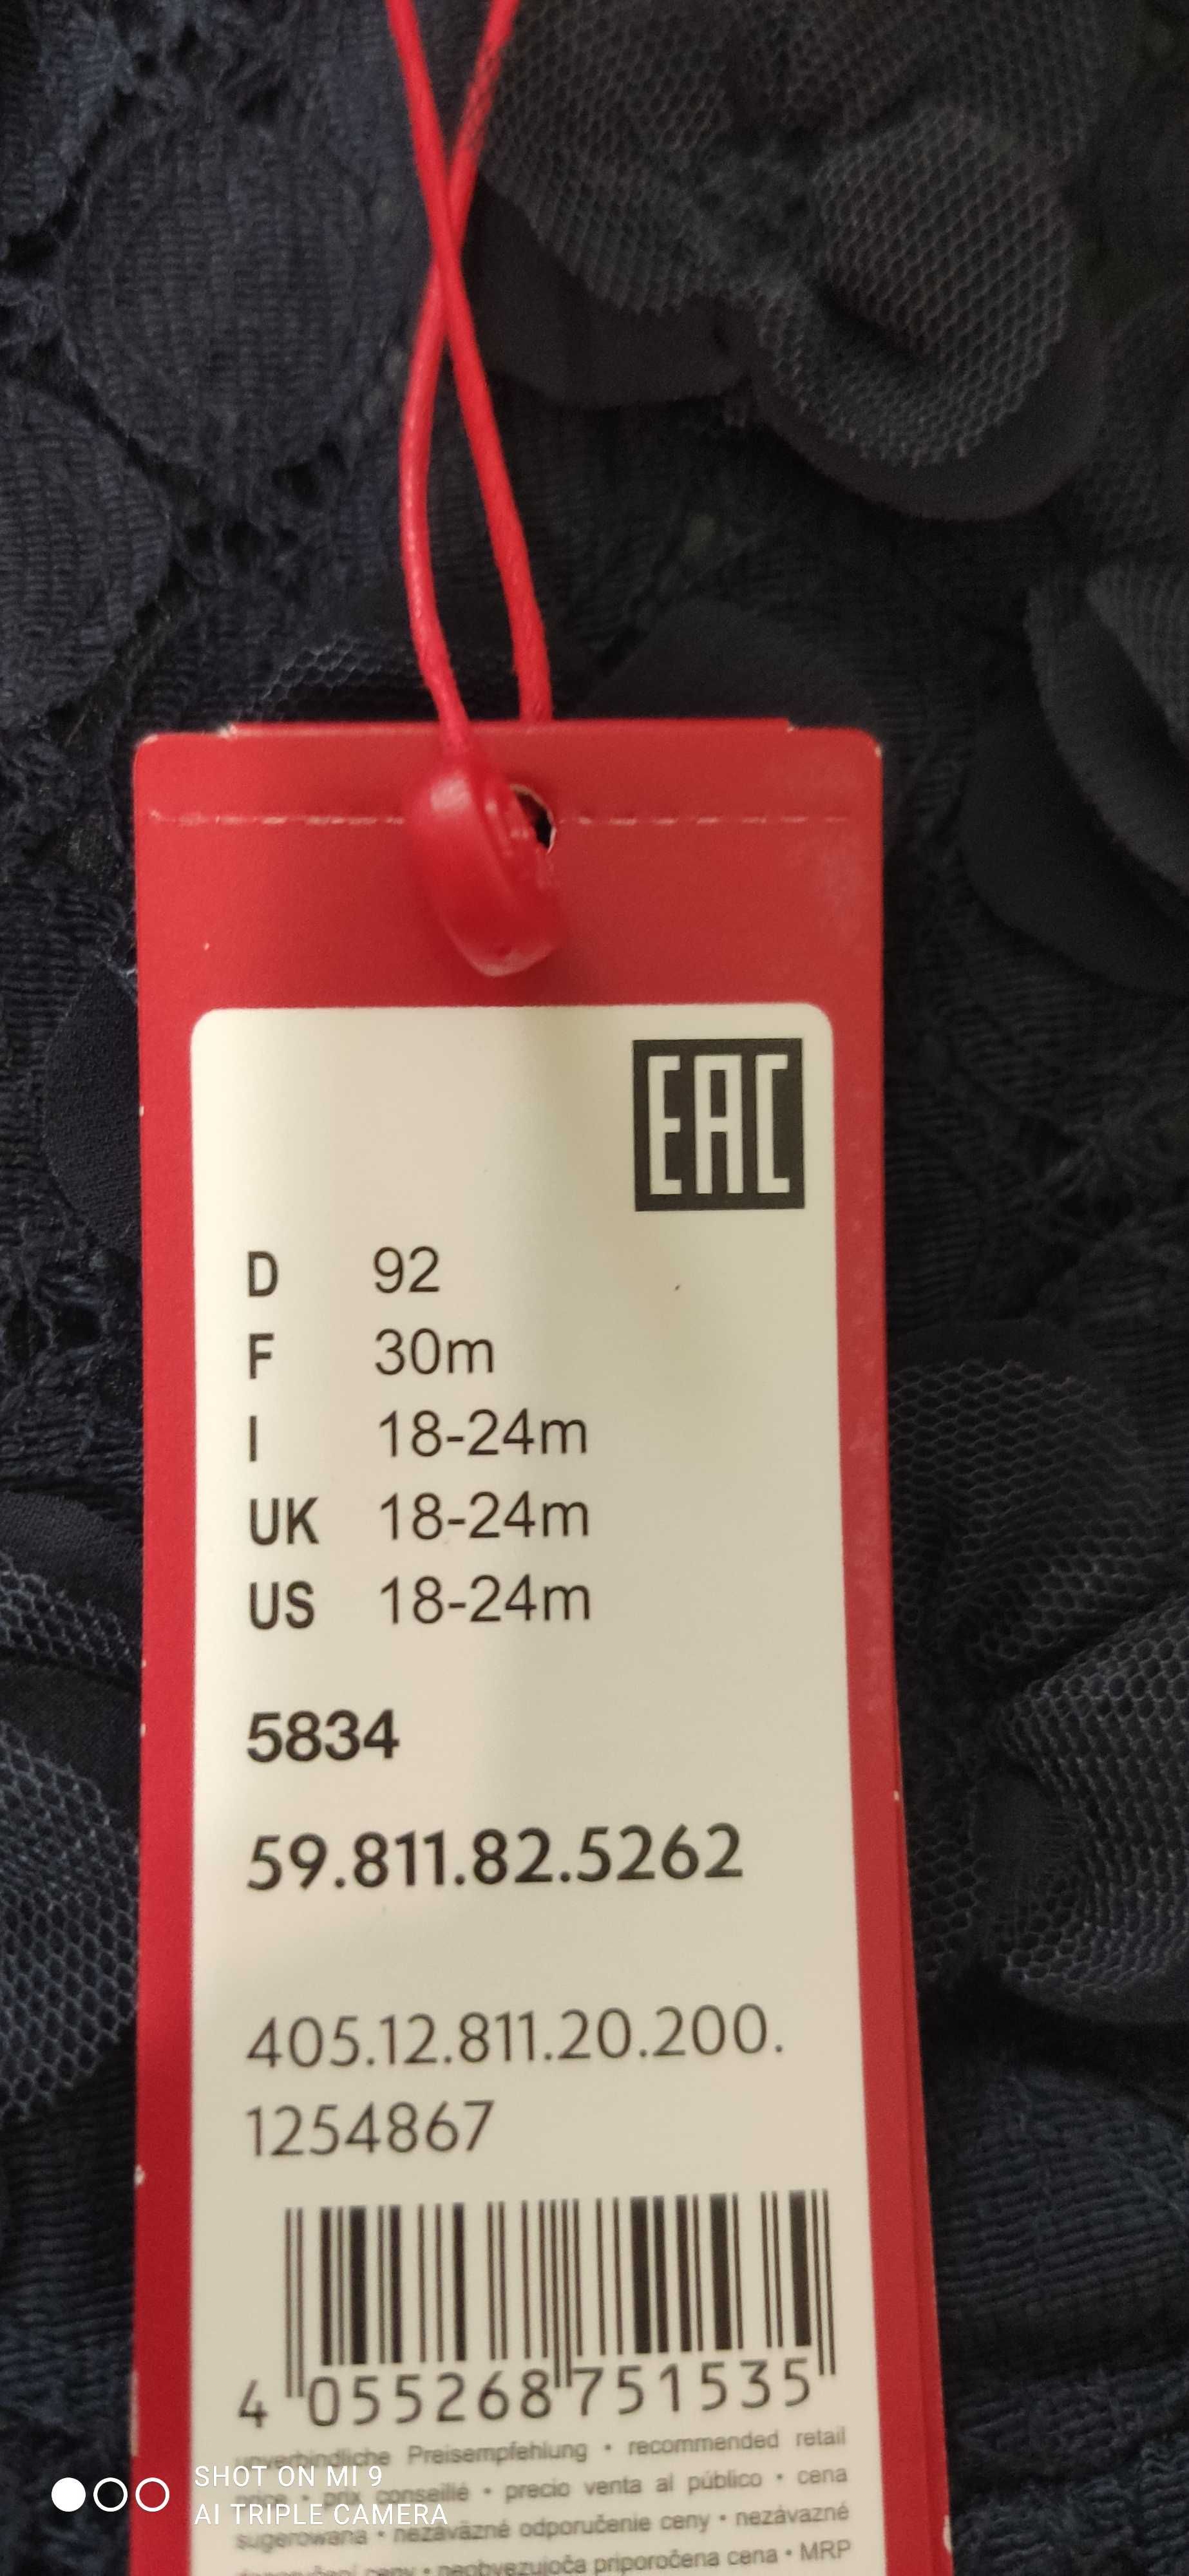 EAC
D 92
F 30m
I 18-24m
UK 18-24m
US 18-24m
5834
59.811.82.5262
405.12.811.20.200.
1254867
4 055268 751535
unverbindliche Preisempfehlung • recommended retail
• prix conseillé • precio venta al público • cena
sugerowana • nezáväzné odporučenie ceny • nezávazné
doporučení ceny • neobvezujoča priporočena cena • MRP
SHOT ON MI 9
AI TRIPLE CAMERA